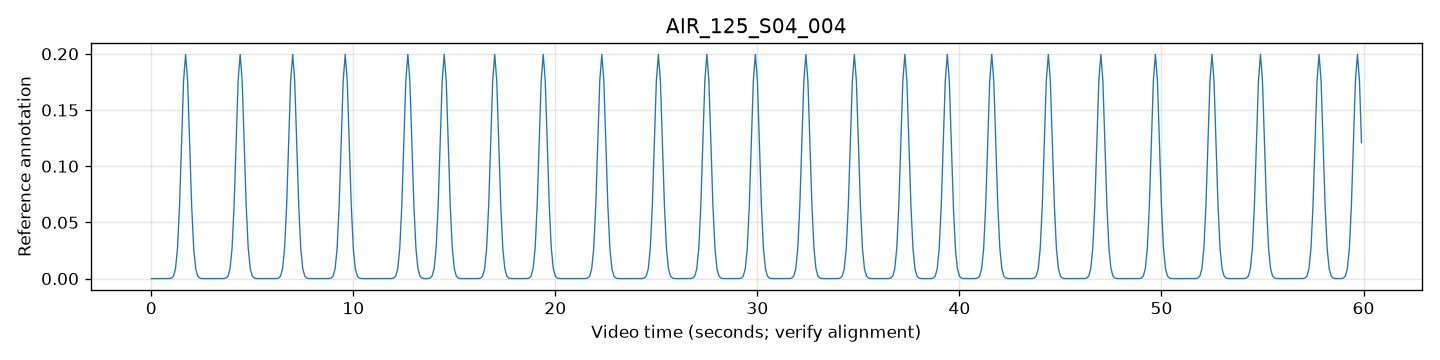 AIR_125_S04_004
Reference annotation
0.20
0.15
0.10
0.05
0.00
0 10 20 30 40 50 60
Video time (seconds; verify alignment)